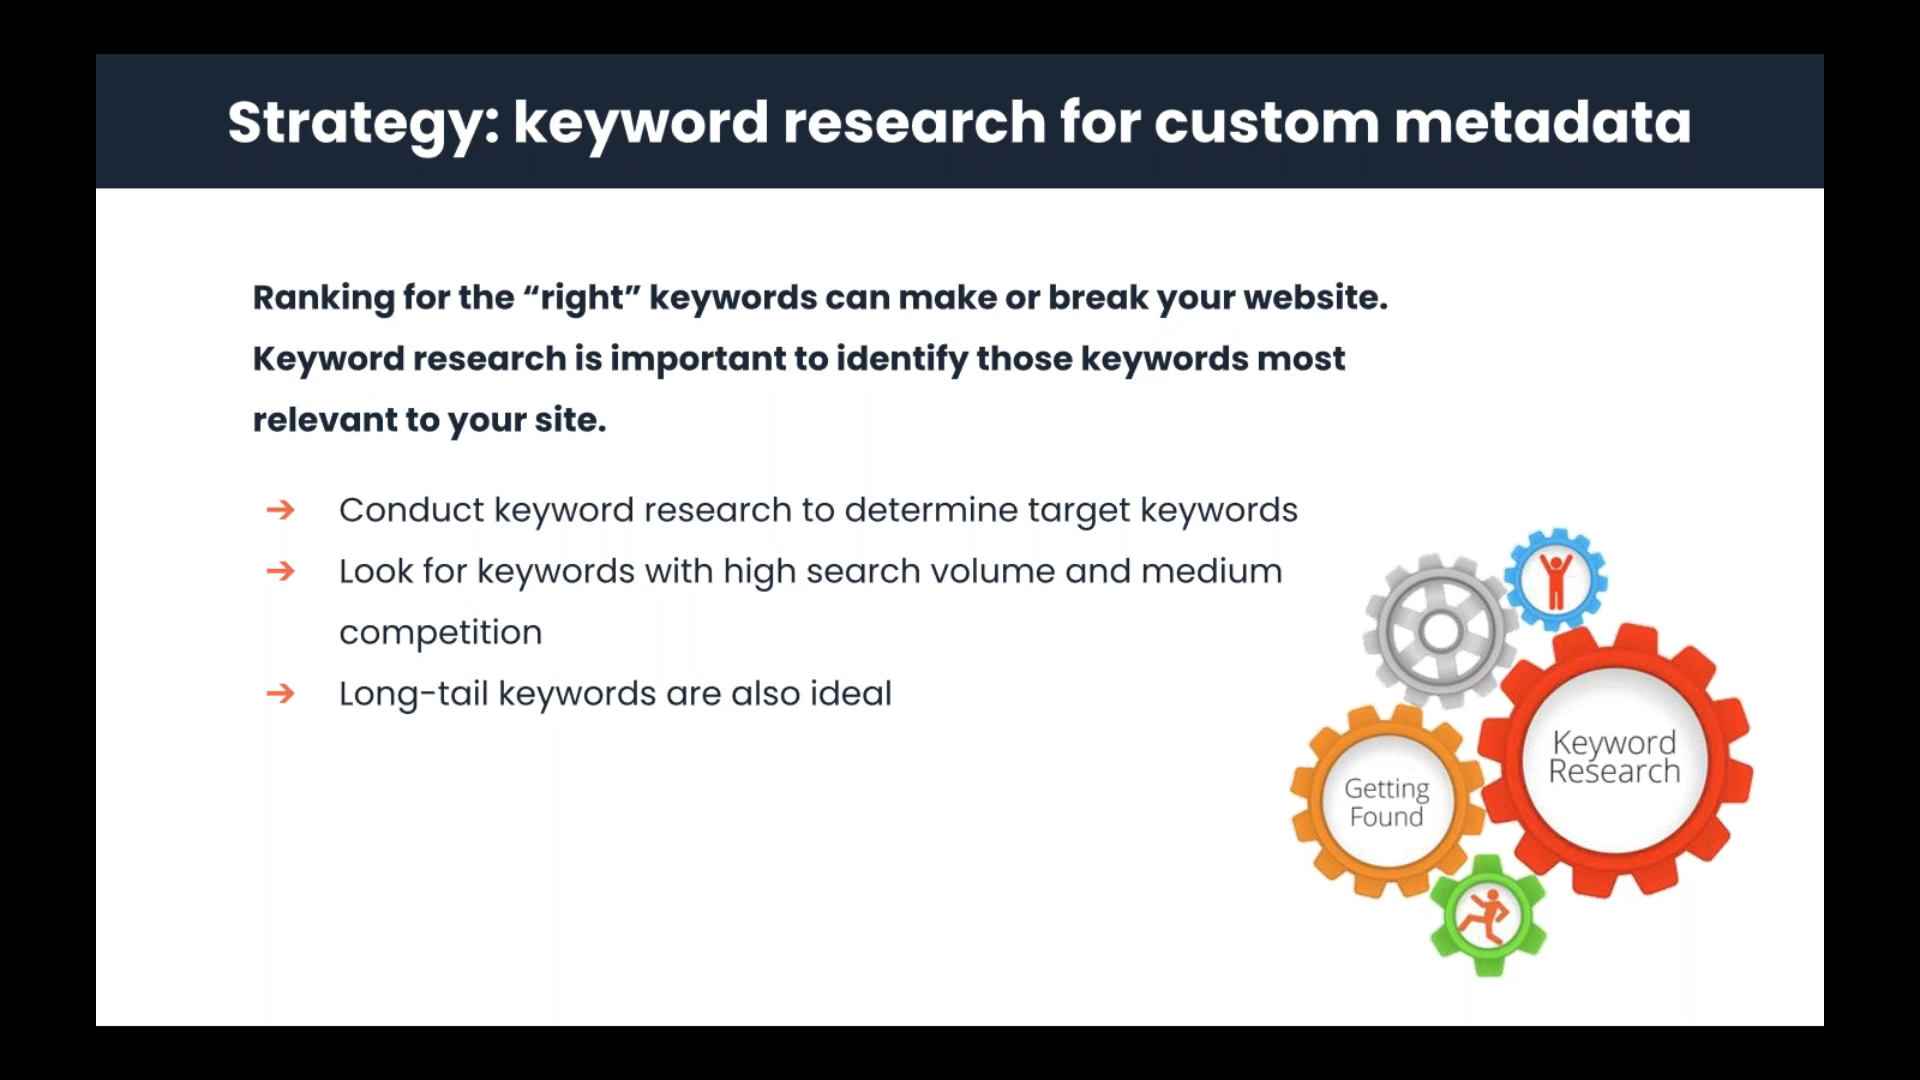 Strategy: keyword research for custom metadata
Ranking for the “right” keywords can make or break your website.
Keyword research is important to identify those keywords most
relevant to your site.
➔ Conduct keyword research to determine target keywords
➔ Look for keywords with high search volume and medium
competition
➔ Long-tail keywords are also ideal
Keyword
Research
Getting
Found